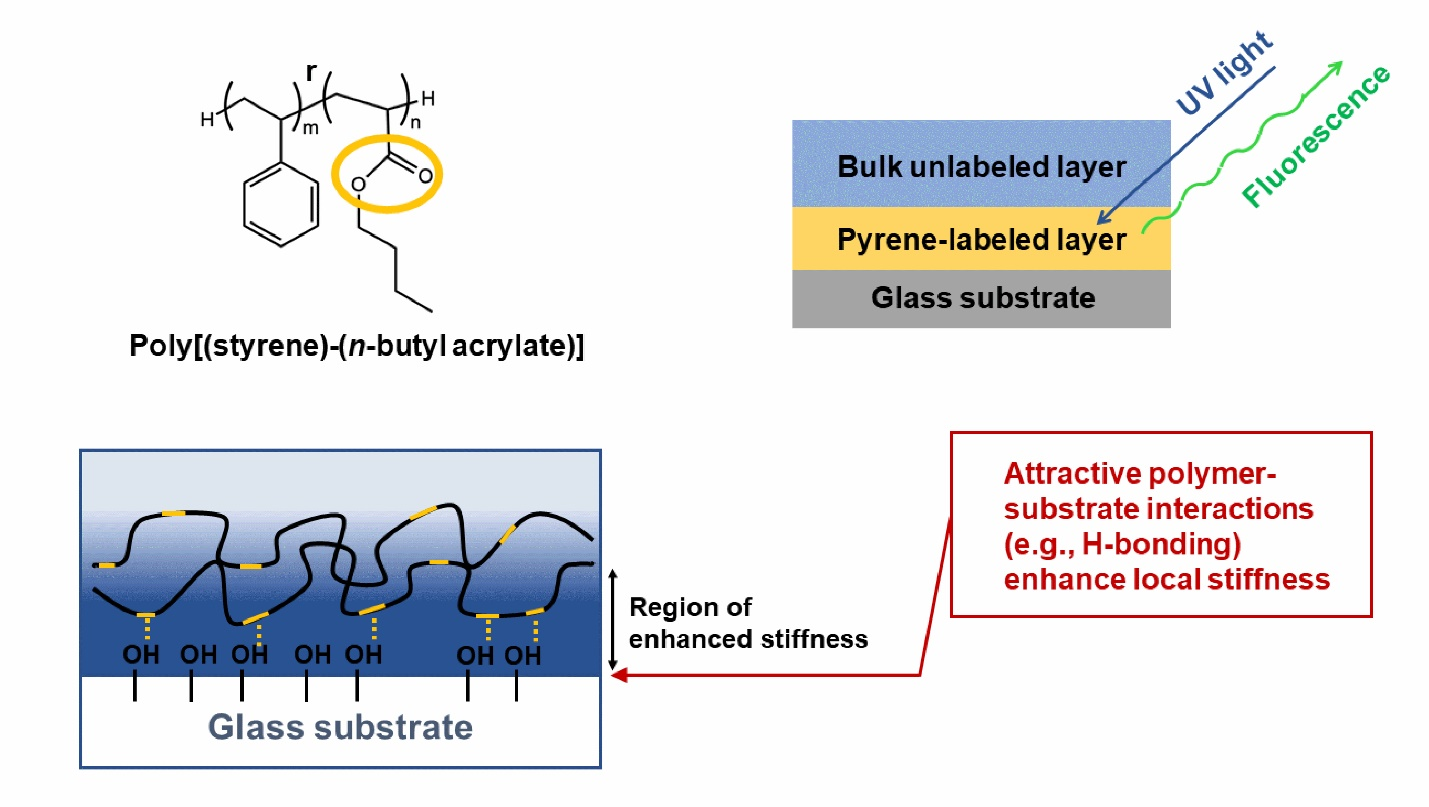 r
H
H
m
n
O
O
Poly[(styrene)-(n-butyl acrylate)]
UV light
Fluorescence
Bulk unlabeled layer
Pyrene-labeled layer
Glass substrate
OH OH OH OH OH OH OH
Glass substrate
Region of
enhanced stiffness
Attractive polymer-
substrate interactions
(e.g., H-bonding)
enhance local stiffness